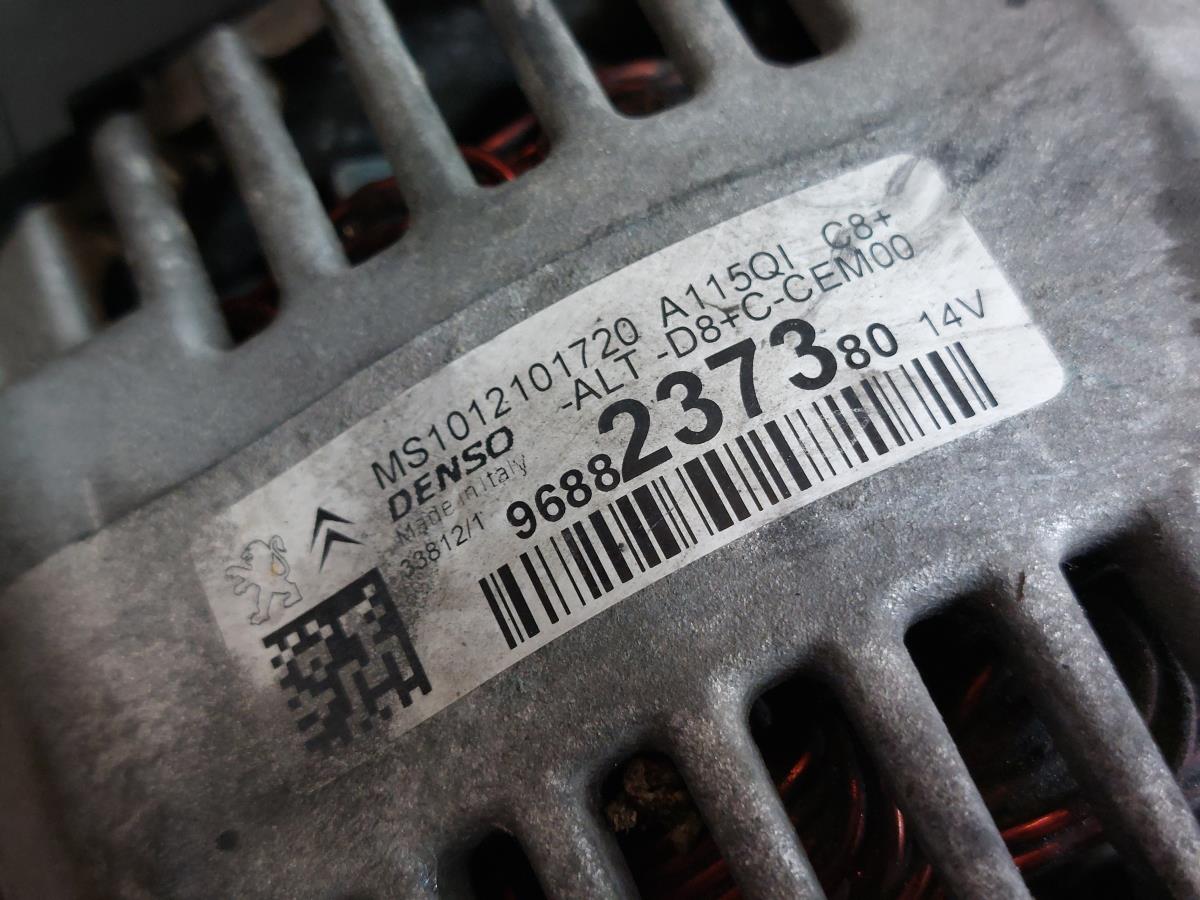 MS1012101720 A115QI C8+
-ALT -D8+C-CEM00
DENSO
Made in Italy
33812/1 9688237380 14V